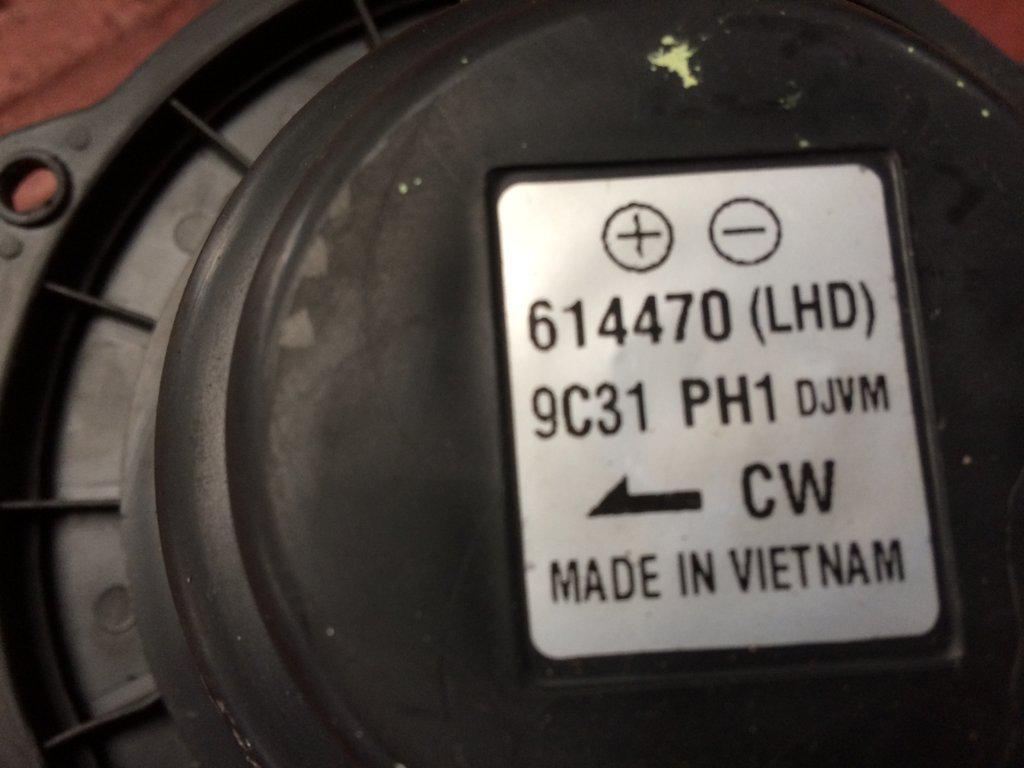 + -
614470 (LHD)
9C31 PH1 DJVM
CW
MADE IN VIETNAM